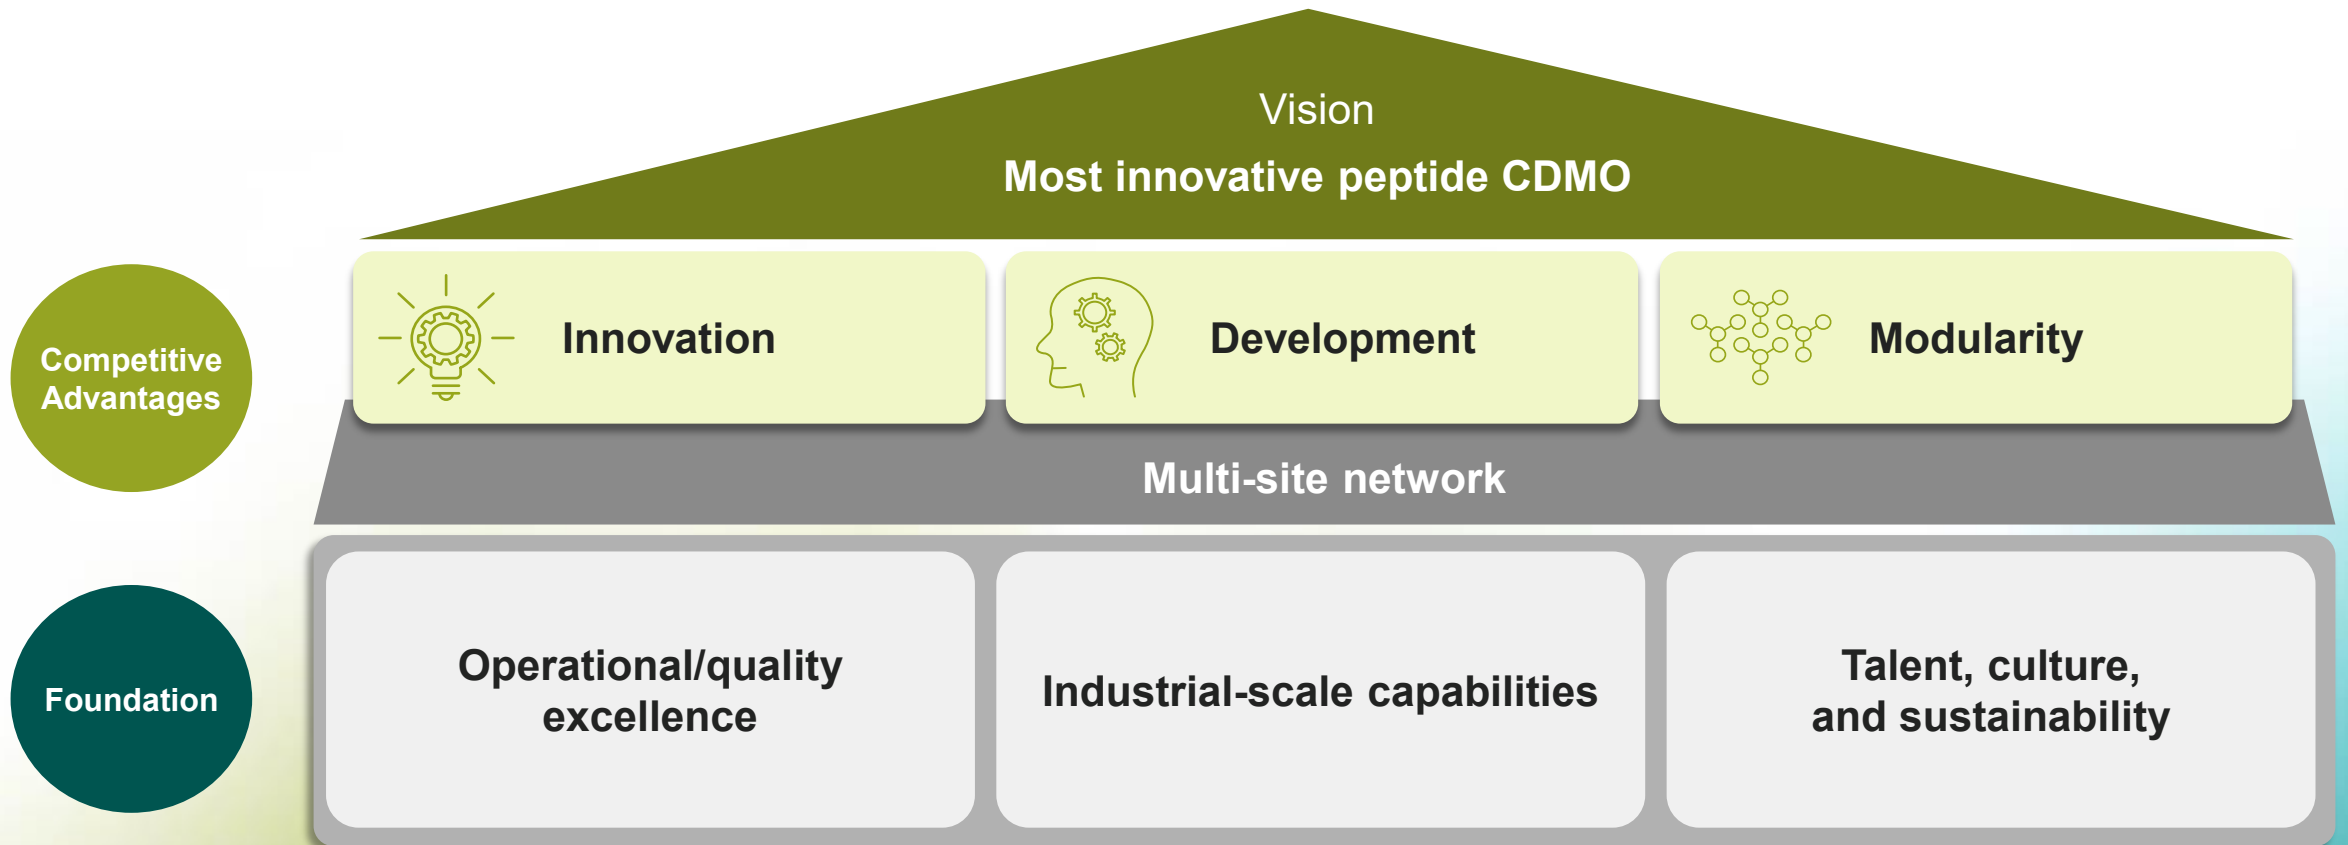 Vision
Most innovative peptide CDMO
Competitive
Advantages
Innovation
Development
Modularity
Multi-site network
Foundation
Operational/quality
excellence
Industrial-scale capabilities
Talent, culture,
and sustainability